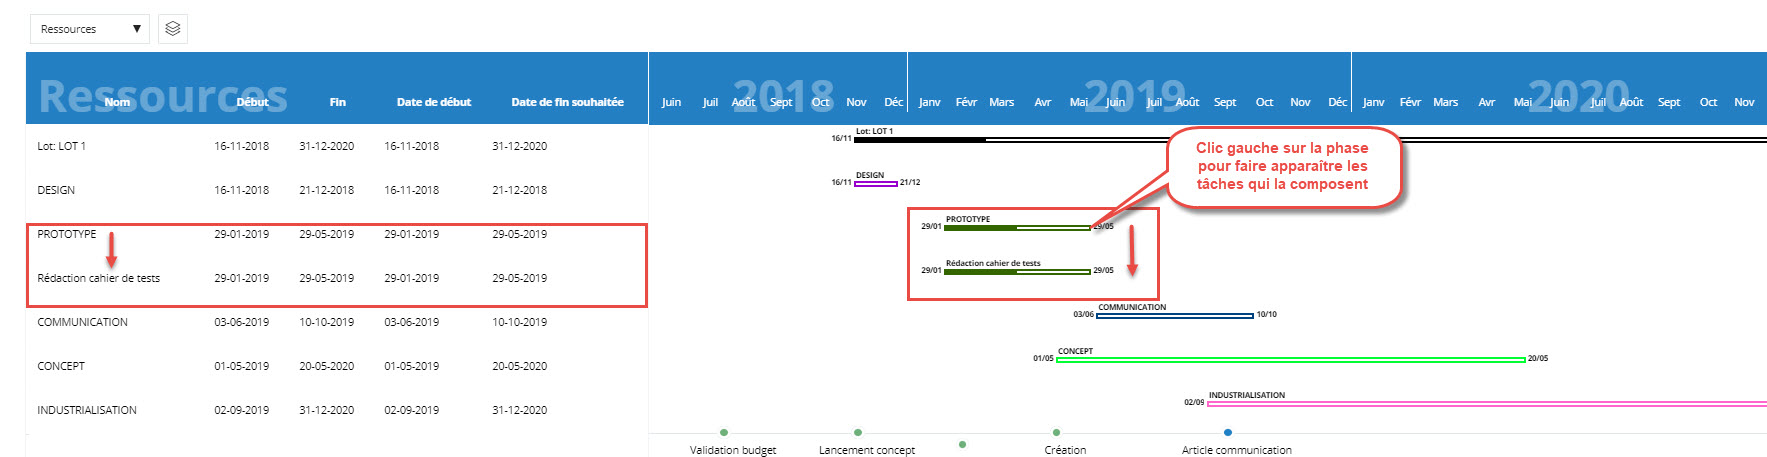 Ressources ▼
Ressources
2018 2019 2020
Nom Début Fin Date de début Date de fin souhaitée
Juin Juil Août Sept Oct Nov Déc Janv Févr Mars Avr Mai Juin Juil Août Sept Oct Nov Déc Janv Févr Mars Avr Mai Juin Juil Août Sept Oct Nov
Lot: LOT 1 16-11-2018 31-12-2020 16-11-2018 31-12-2020
16/11 Lot: LOT 1
Clic gauche sur la phase
pour faire apparaître les
tâches qui la composent
DESIGN 16-11-2018 21-12-2018 16-11-2018 21-12-2018
16/11 DESIGN 21/12
PROTOTYPE 29-01-2019 29-05-2019 29-01-2019 29-05-2019
29/01 PROTOTYPE 29/05
Rédaction cahier de tests 29-01-2019 29-05-2019 29-01-2019 29-05-2019
29/01 Rédaction cahier de tests 29/05
COMMUNICATION 03-06-2019 10-10-2019 03-06-2019 10-10-2019
03/06 COMMUNICATION 10/10
CONCEPT 01-05-2019 20-05-2020 01-05-2019 20-05-2020
01/05 CONCEPT 20/05
INDUSTRIALISATION 02-09-2019 31-12-2020 02-09-2019 31-12-2020
02/09 INDUSTRIALISATION
Validation budget Lancement concept Création Article communication